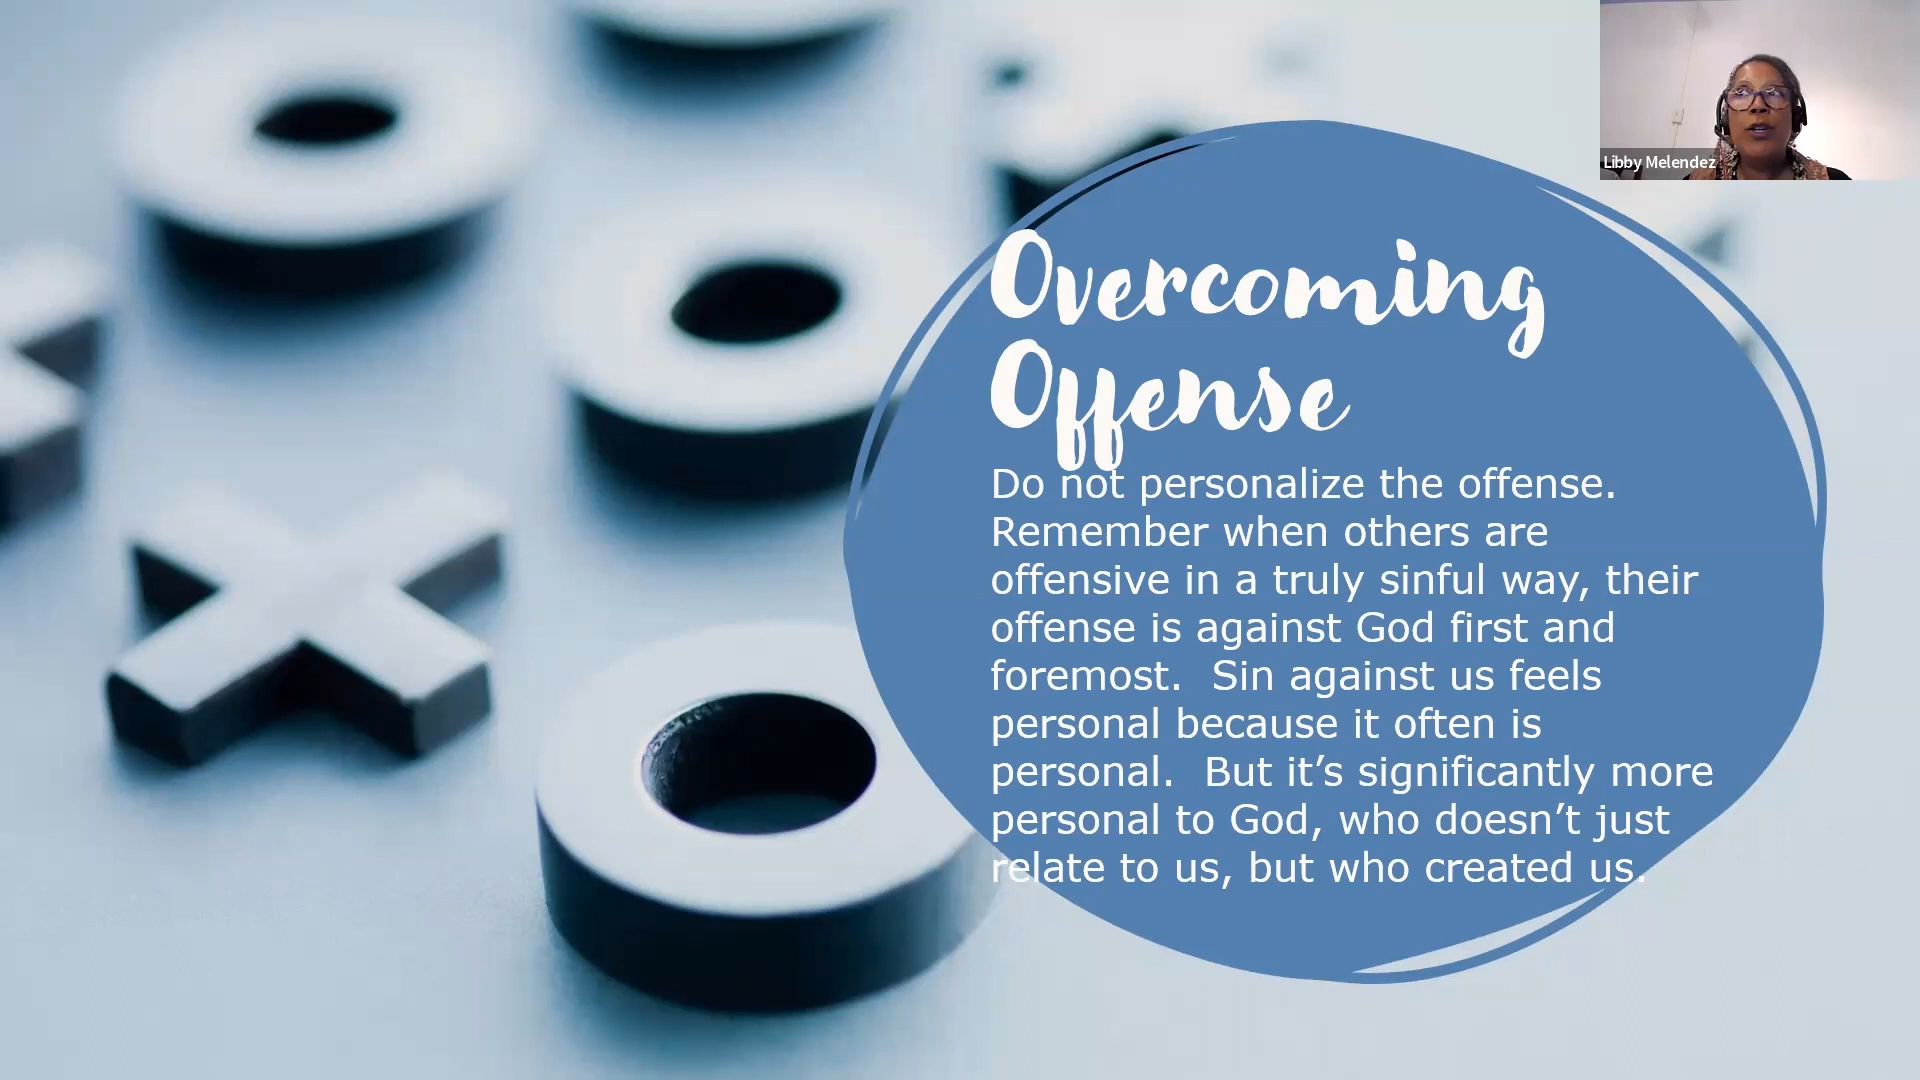 Libby Melendez
Overcoming
Offense
Do not personalize the offense.
Remember when others are
offensive in a truly sinful way, their
offense is against God first and
foremost.  Sin against us feels
personal because it often is
personal.  But it’s significantly more
personal to God, who doesn’t just
relate to us, but who created us.